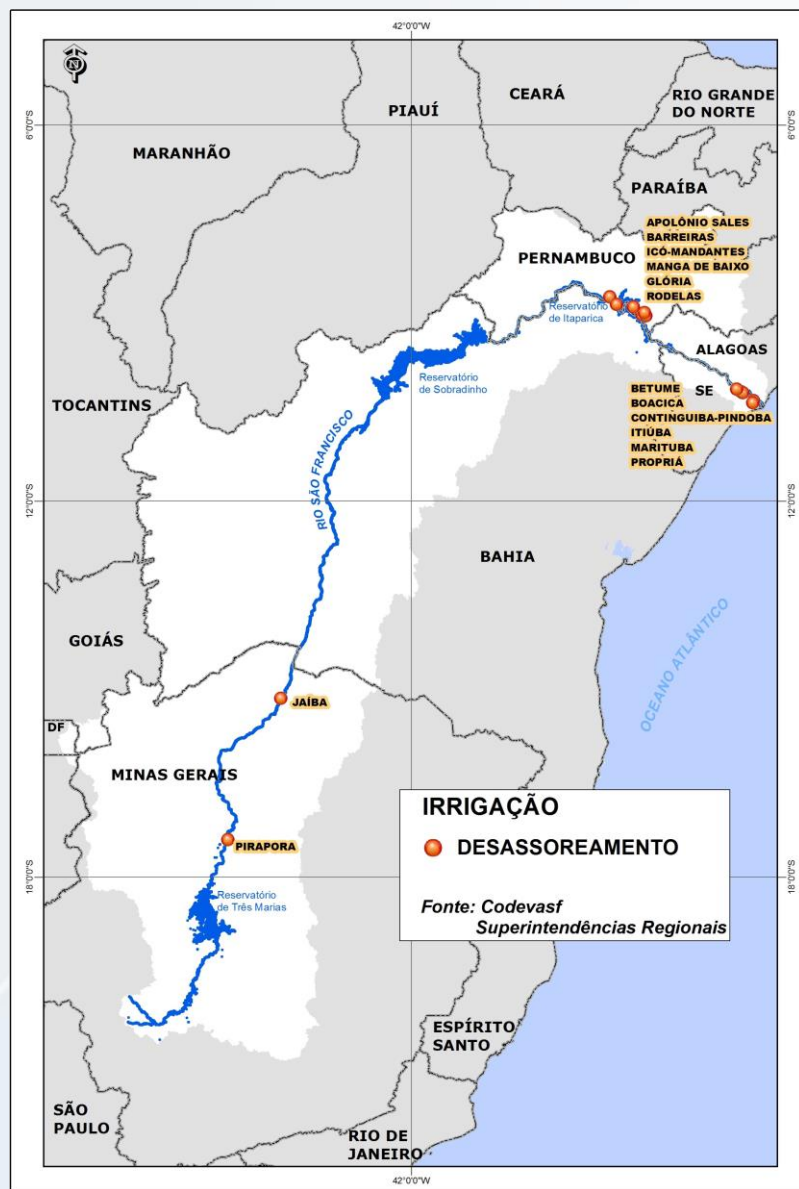 42°0'0"W
N
CEARÁ
PIAUÍ
RIO GRANDE
DO NORTE
6°0'0"S
6°0'0"S
MARANHÃO
PARAÍBA
APOLÔNIO SALES
BARREIRAS
ICÓ-MANDANTES
MANGA DE BAIXO
GLÓRIA
RODELAS
PERNAMBUCO
Reservatório
de Itaparica
ALAGOAS
SE
Reservatório
de Sobradinho
BETUME
BOACICA
CONTINGUIBA-PINDOBA
ITIÚBA
MARITUBA
PROPRIÁ
TOCANTINS
RIO SÃO FRANCISCO
12°0'0"S
12°0'0"S
BAHIA
GOIÁS
OCEANO ATLÂNTICO
JAÍBA
DF
MINAS GERAIS
PIRAPORA
IRRIGAÇÃO
DESASSOREAMENTO
Fonte: Codevasf
Superintendências Regionais
18°0'0"S
18°0'0"S
Reservatório
de Três Marias
ESPÍRITO
SANTO
SÃO
PAULO
RIO DE
JANEIRO
42°0'0"W